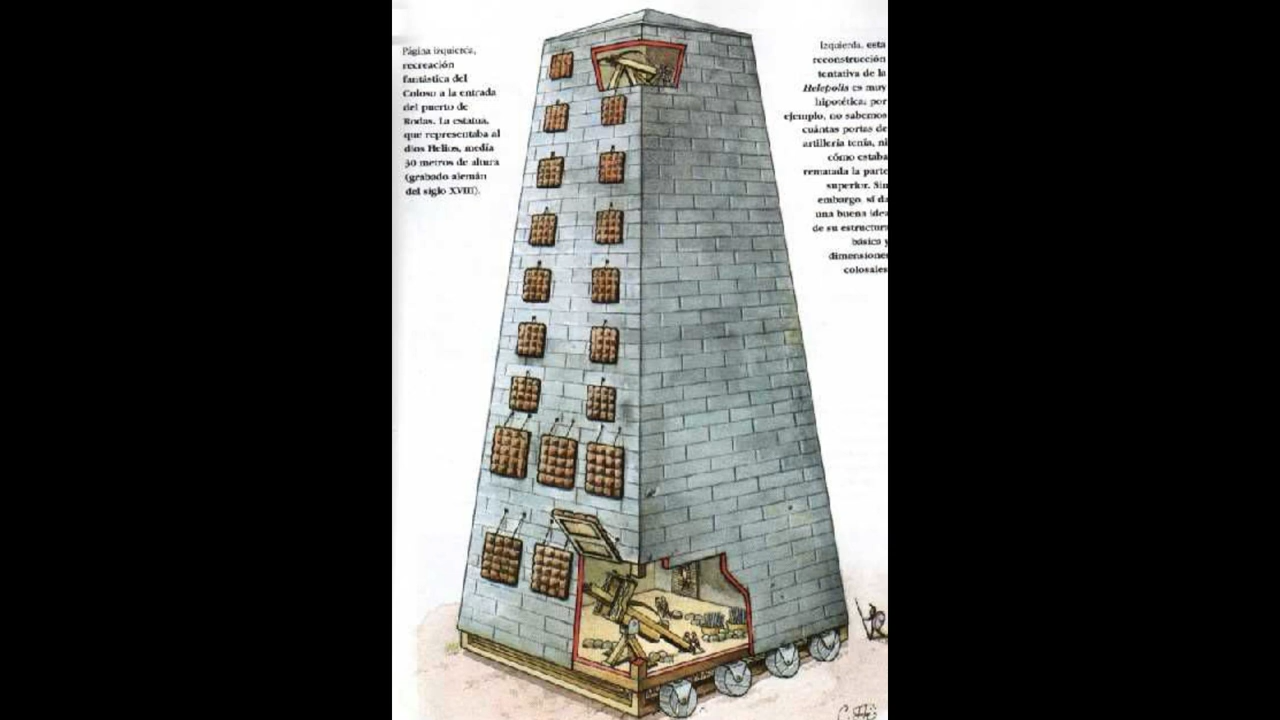 Página izquierda,
recreación
fantástica del
Coloso a la entrada
del puerto de
Rodas. La estatua,
que representaba al
dios Helios, medía
30 metros de altura
(grabado alemán
del siglo XVIII).
Izquierda, esta
reconstrucción
tentativa de la
Helepolis es muy
hipotética; por
ejemplo, no sabemos
cuántas portas de
artillería tenía, ni
cómo estaba
rematada la parte
superior. Sin
embargo, sí da
una buena idea
de su estructura
básica y
dimensiones
colosales